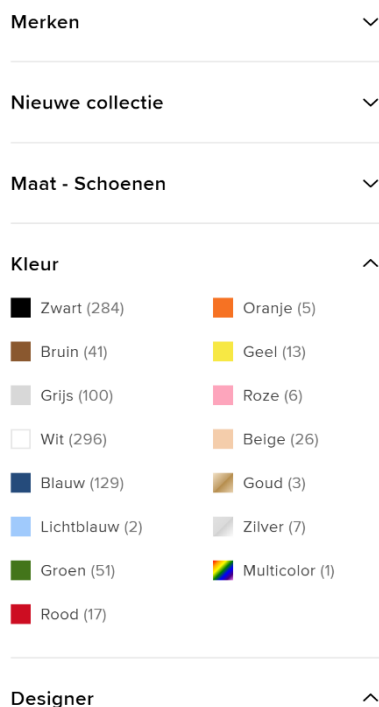 Merken
Nieuwe collectie
Maat - Schoenen
Kleur
Zwart (284)
Oranje (5)
Bruin (41)
Geel (13)
Grijs (100)
Roze (6)
Wit (296)
Beige (26)
Blauw (129)
Goud (3)
Lichtblauw (2)
Zilver (7)
Groen (51)
Multicolor (1)
Rood (17)
Designer